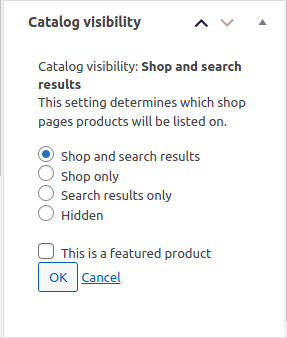 Catalog visibility
Catalog visibility: Shop and search
results
This setting determines which shop
pages products will be listed on.
Shop and search results
Shop only
Search results only
Hidden
This is a featured product
OK Cancel